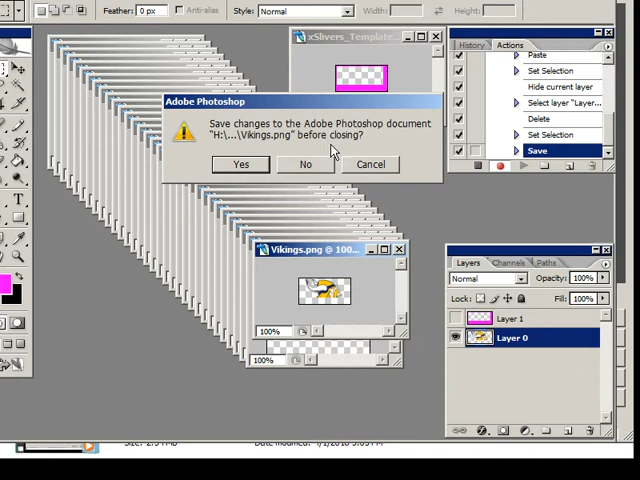 Feather: 0 px
Anti-alias
Style: Normal
Width:
Height:
xSlivers_Template...
History
Actions
Paste
Set Selection
Hide current layer
Select layer "Layer...
Delete
Set Selection
Save
Adobe Photoshop
Save changes to the Adobe Photoshop document
"H:\...\Vikings.png" before closing?
Yes
No
Cancel
Vikings.png @ 100...
100%
100%
Layers
Channels
Paths
Normal
Opacity: 100%
Lock:
Fill: 100%
Layer 1
Layer 0
T